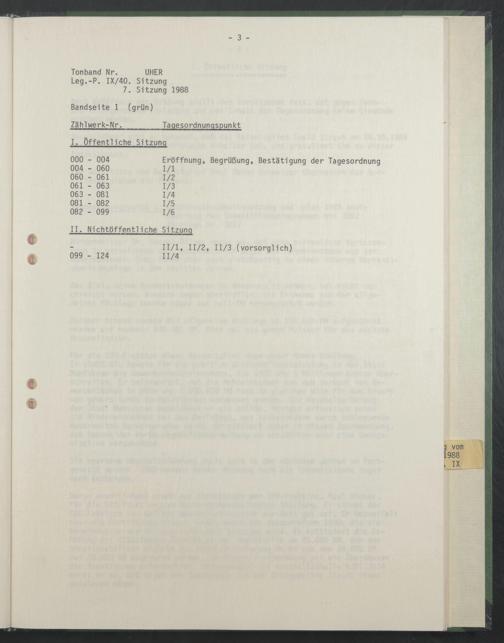 - 3 -
Tonband Nr. UHER
Leg.-P. IX/40. Sitzung
7. Sitzung 1988
Bandseite 1 (grün)
Zählwerk-Nr. Tagesordnungspunkt
I. Öffentliche Sitzung
000 - 004 Eröffnung, Begrüßung, Bestätigung der Tagesordnung
004 - 060 I/1
060 - 061 I/2
061 - 063 I/3
063 - 081 I/4
081 - 082 I/5
082 - 099 I/6
II. Nichtöffentliche Sitzung
- II/1, II/2, II/3 (vorsorglich)
099 - 124 II/4
vom
1988
IX